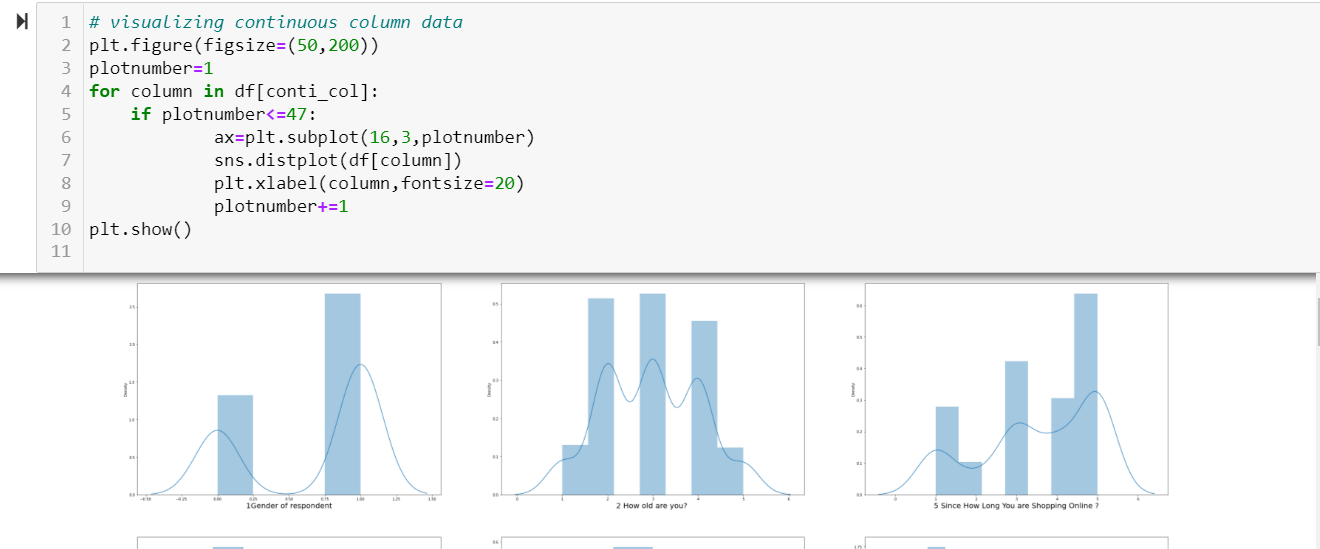 1 # visualizing continuous column data
2 plt.figure(figsize=(50,200))
3 plotnumber=1
4 for column in df[conti_col]:
5     if plotnumber<=47:
6             ax=plt.subplot(16,3,plotnumber)
7             sns.distplot(df[column])
8             plt.xlabel(column,fontsize=20)
9             plotnumber+=1
10 plt.show()
11
Density
Density
Density
1Gender of respondent
2 How old are you?
5 Since How Long You are Shopping Online ?